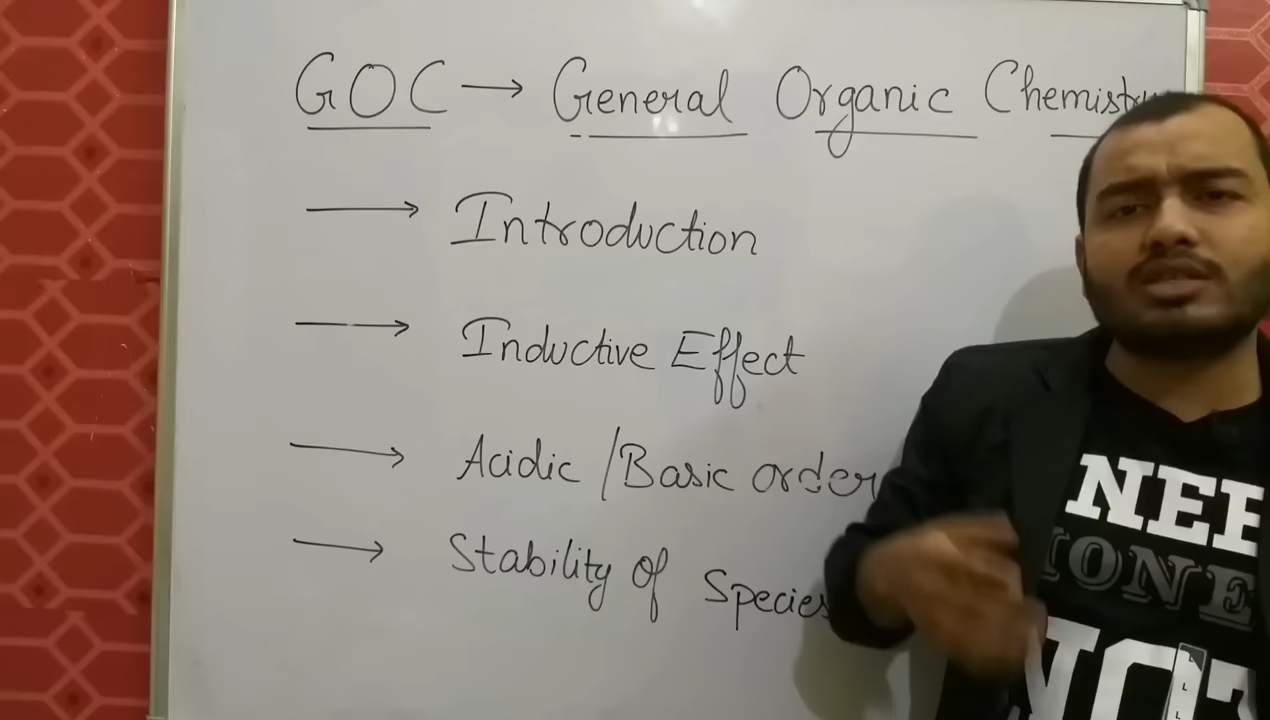 GOC → General Organic Chemistry
→ Introduction
→ Inductive Effect
→ Acidic / Basic order
→ Stability of Species